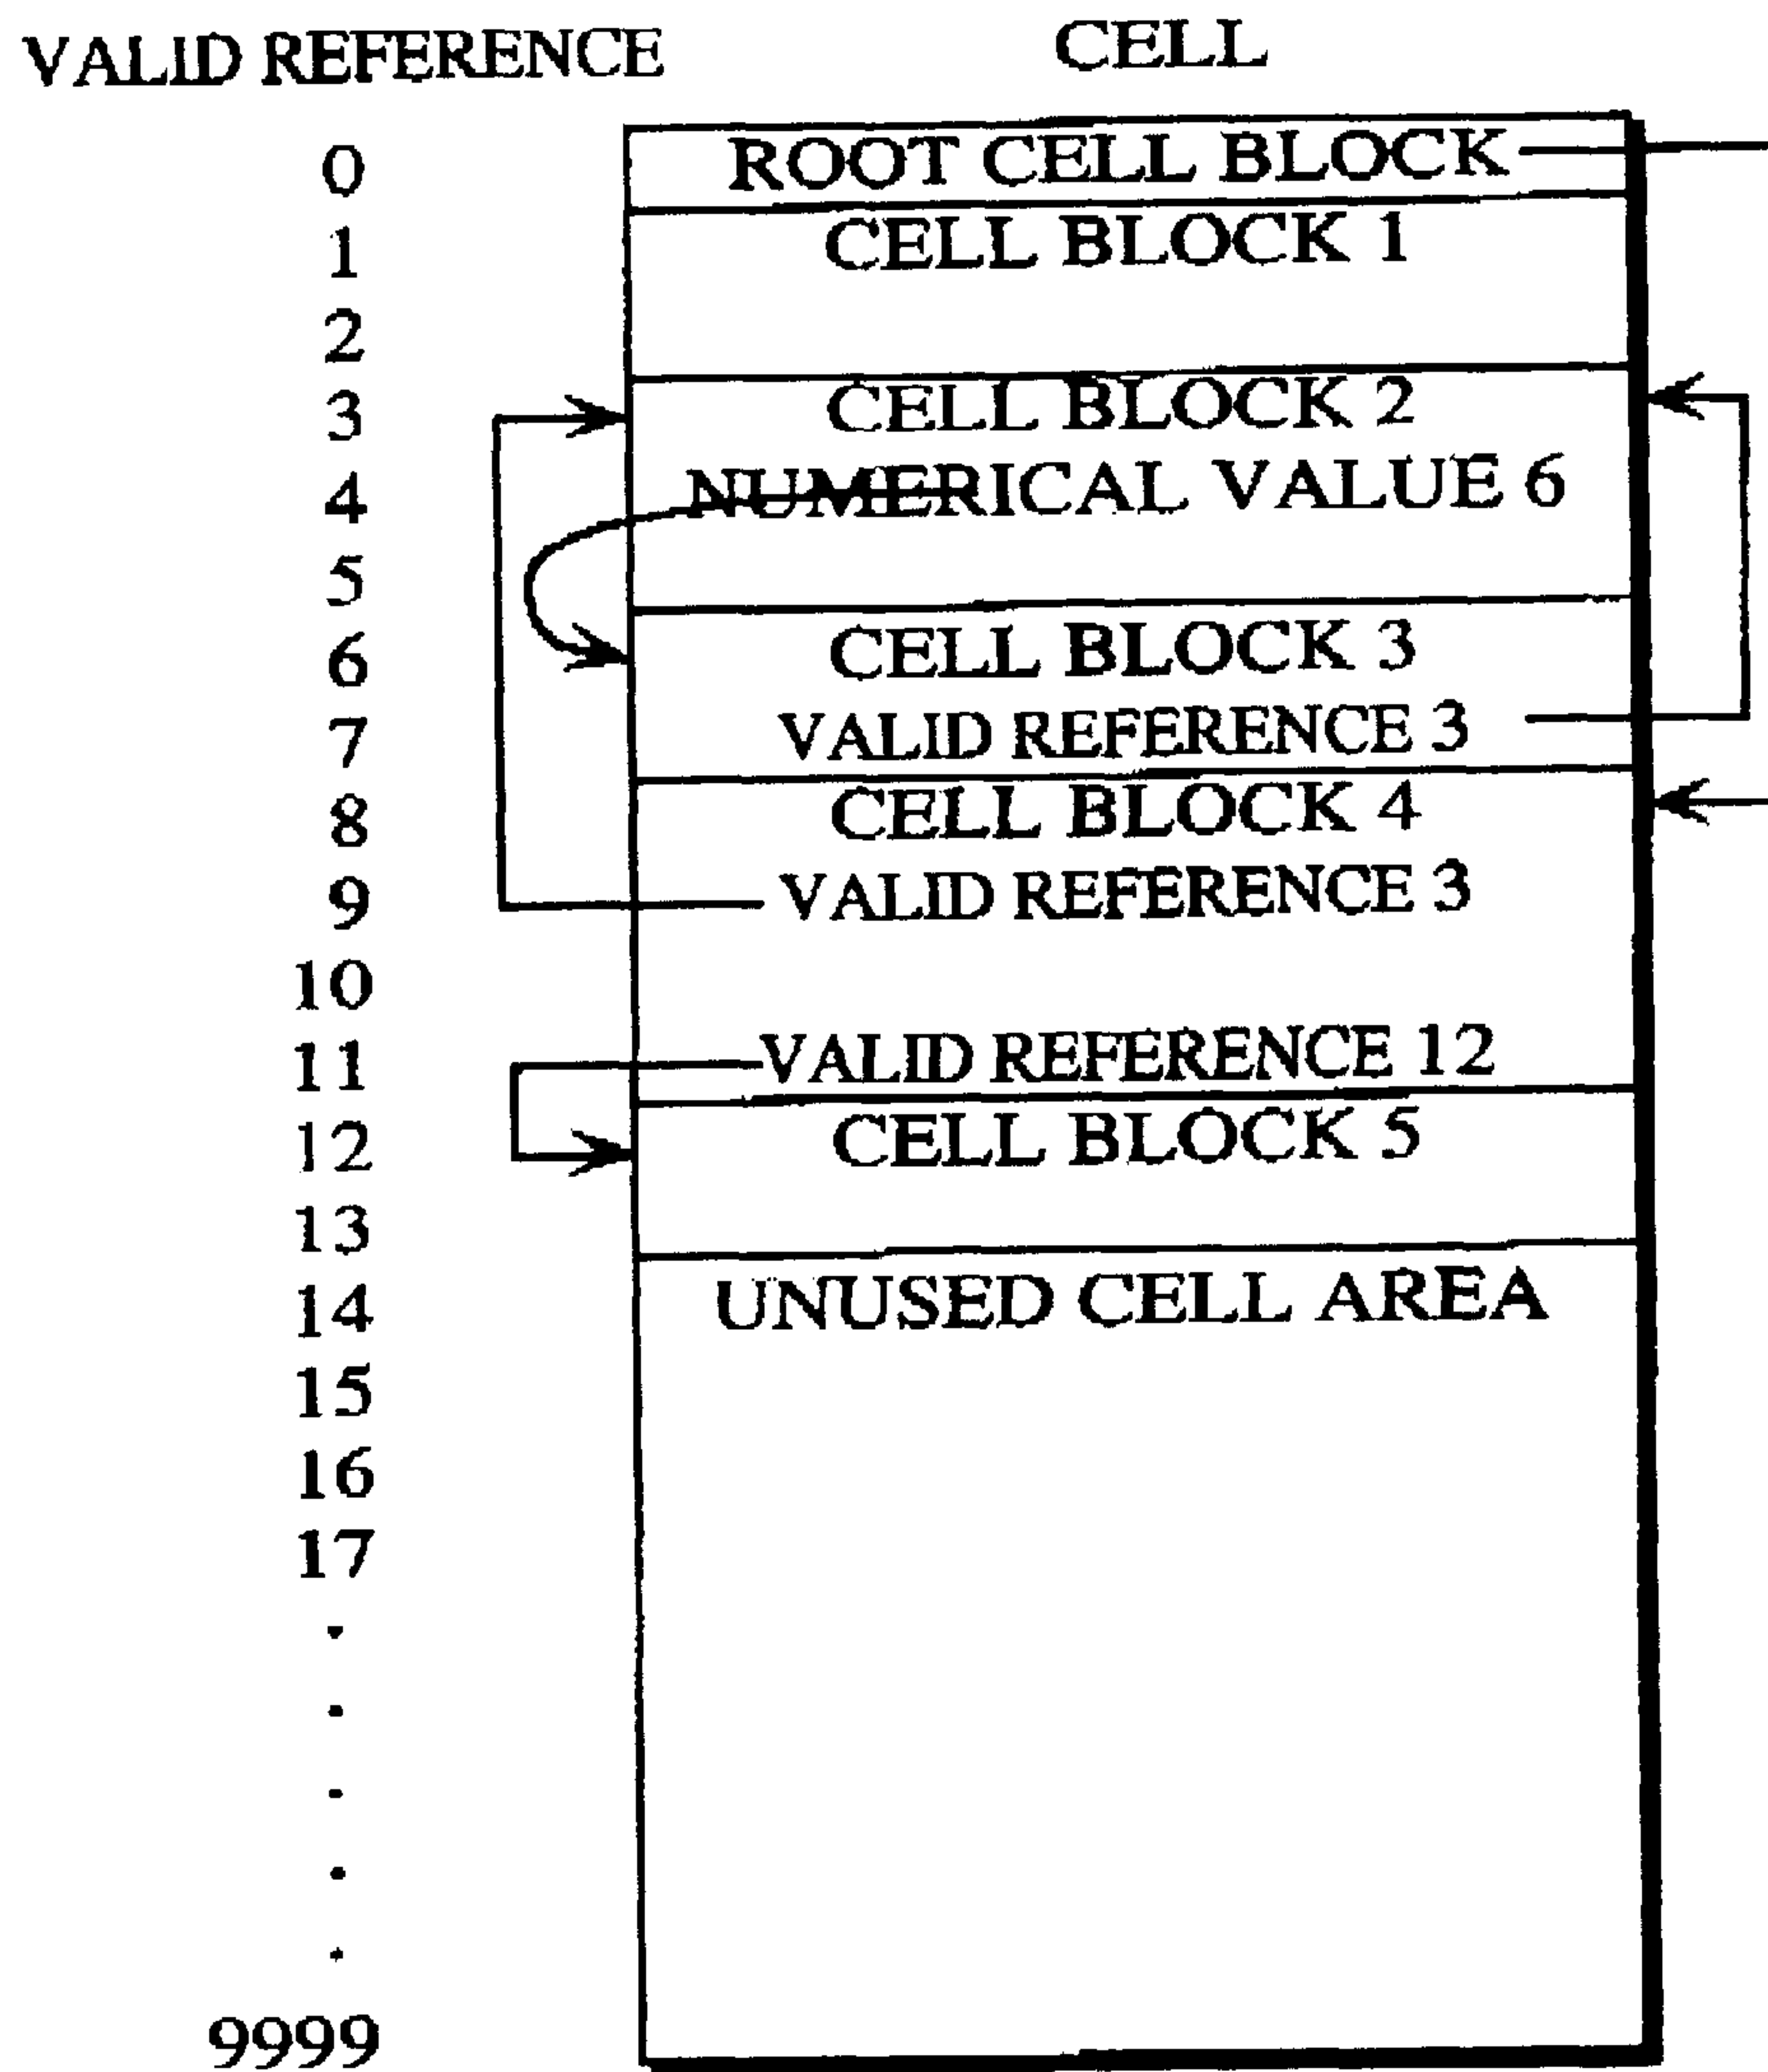 VALID REFERENCE CELL
0 ROOT CELL BLOCK
1 CELL BLOCK 1
2
3 CELL BLOCK 2
4 NUMERICAL VALUE 6
5
6 CELL BLOCK 3
7 VALID REFERENCE 3
8 CELL BLOCK 4
9 VALID REFERENCE 3
10
11 VALID REFERENCE 12
12 CELL BLOCK 5
13
14 UNUSED CELL AREA
15
16
17
.
.
.
.
.
9999